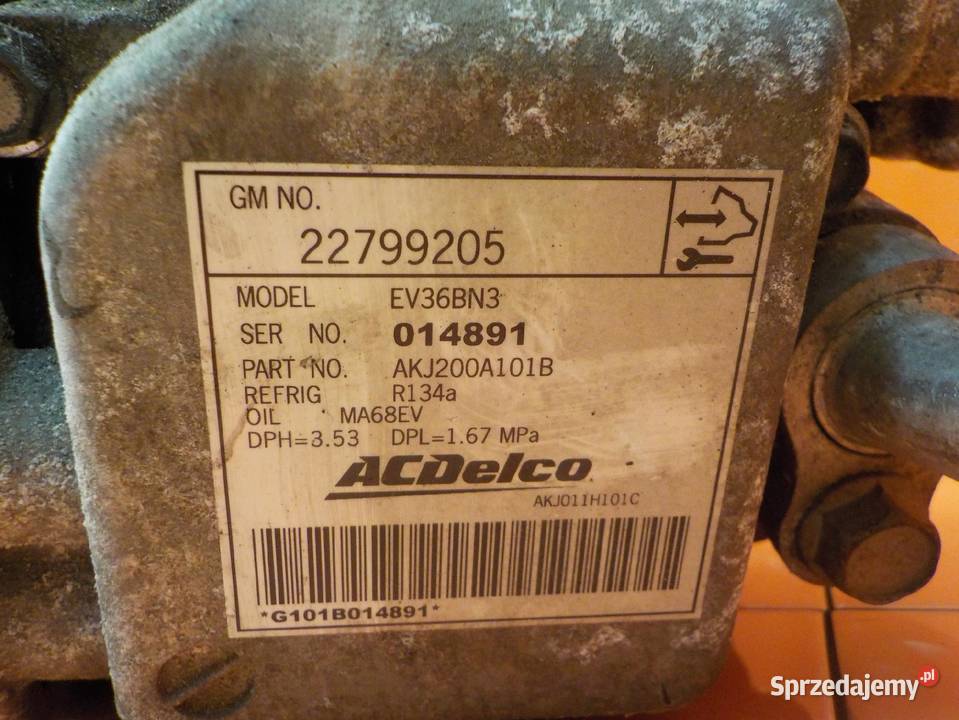 GM NO.
22799205
MODEL EV36BN3
SER NO. 014891
PART NO. AKJ200A101B
REFRIG R134a
OIL MA68EV
DPH=3.53 DPL=1.67 MPa
ACDelco
AKJ011H101C
*G101B014891*
Sprzedajemy.pl